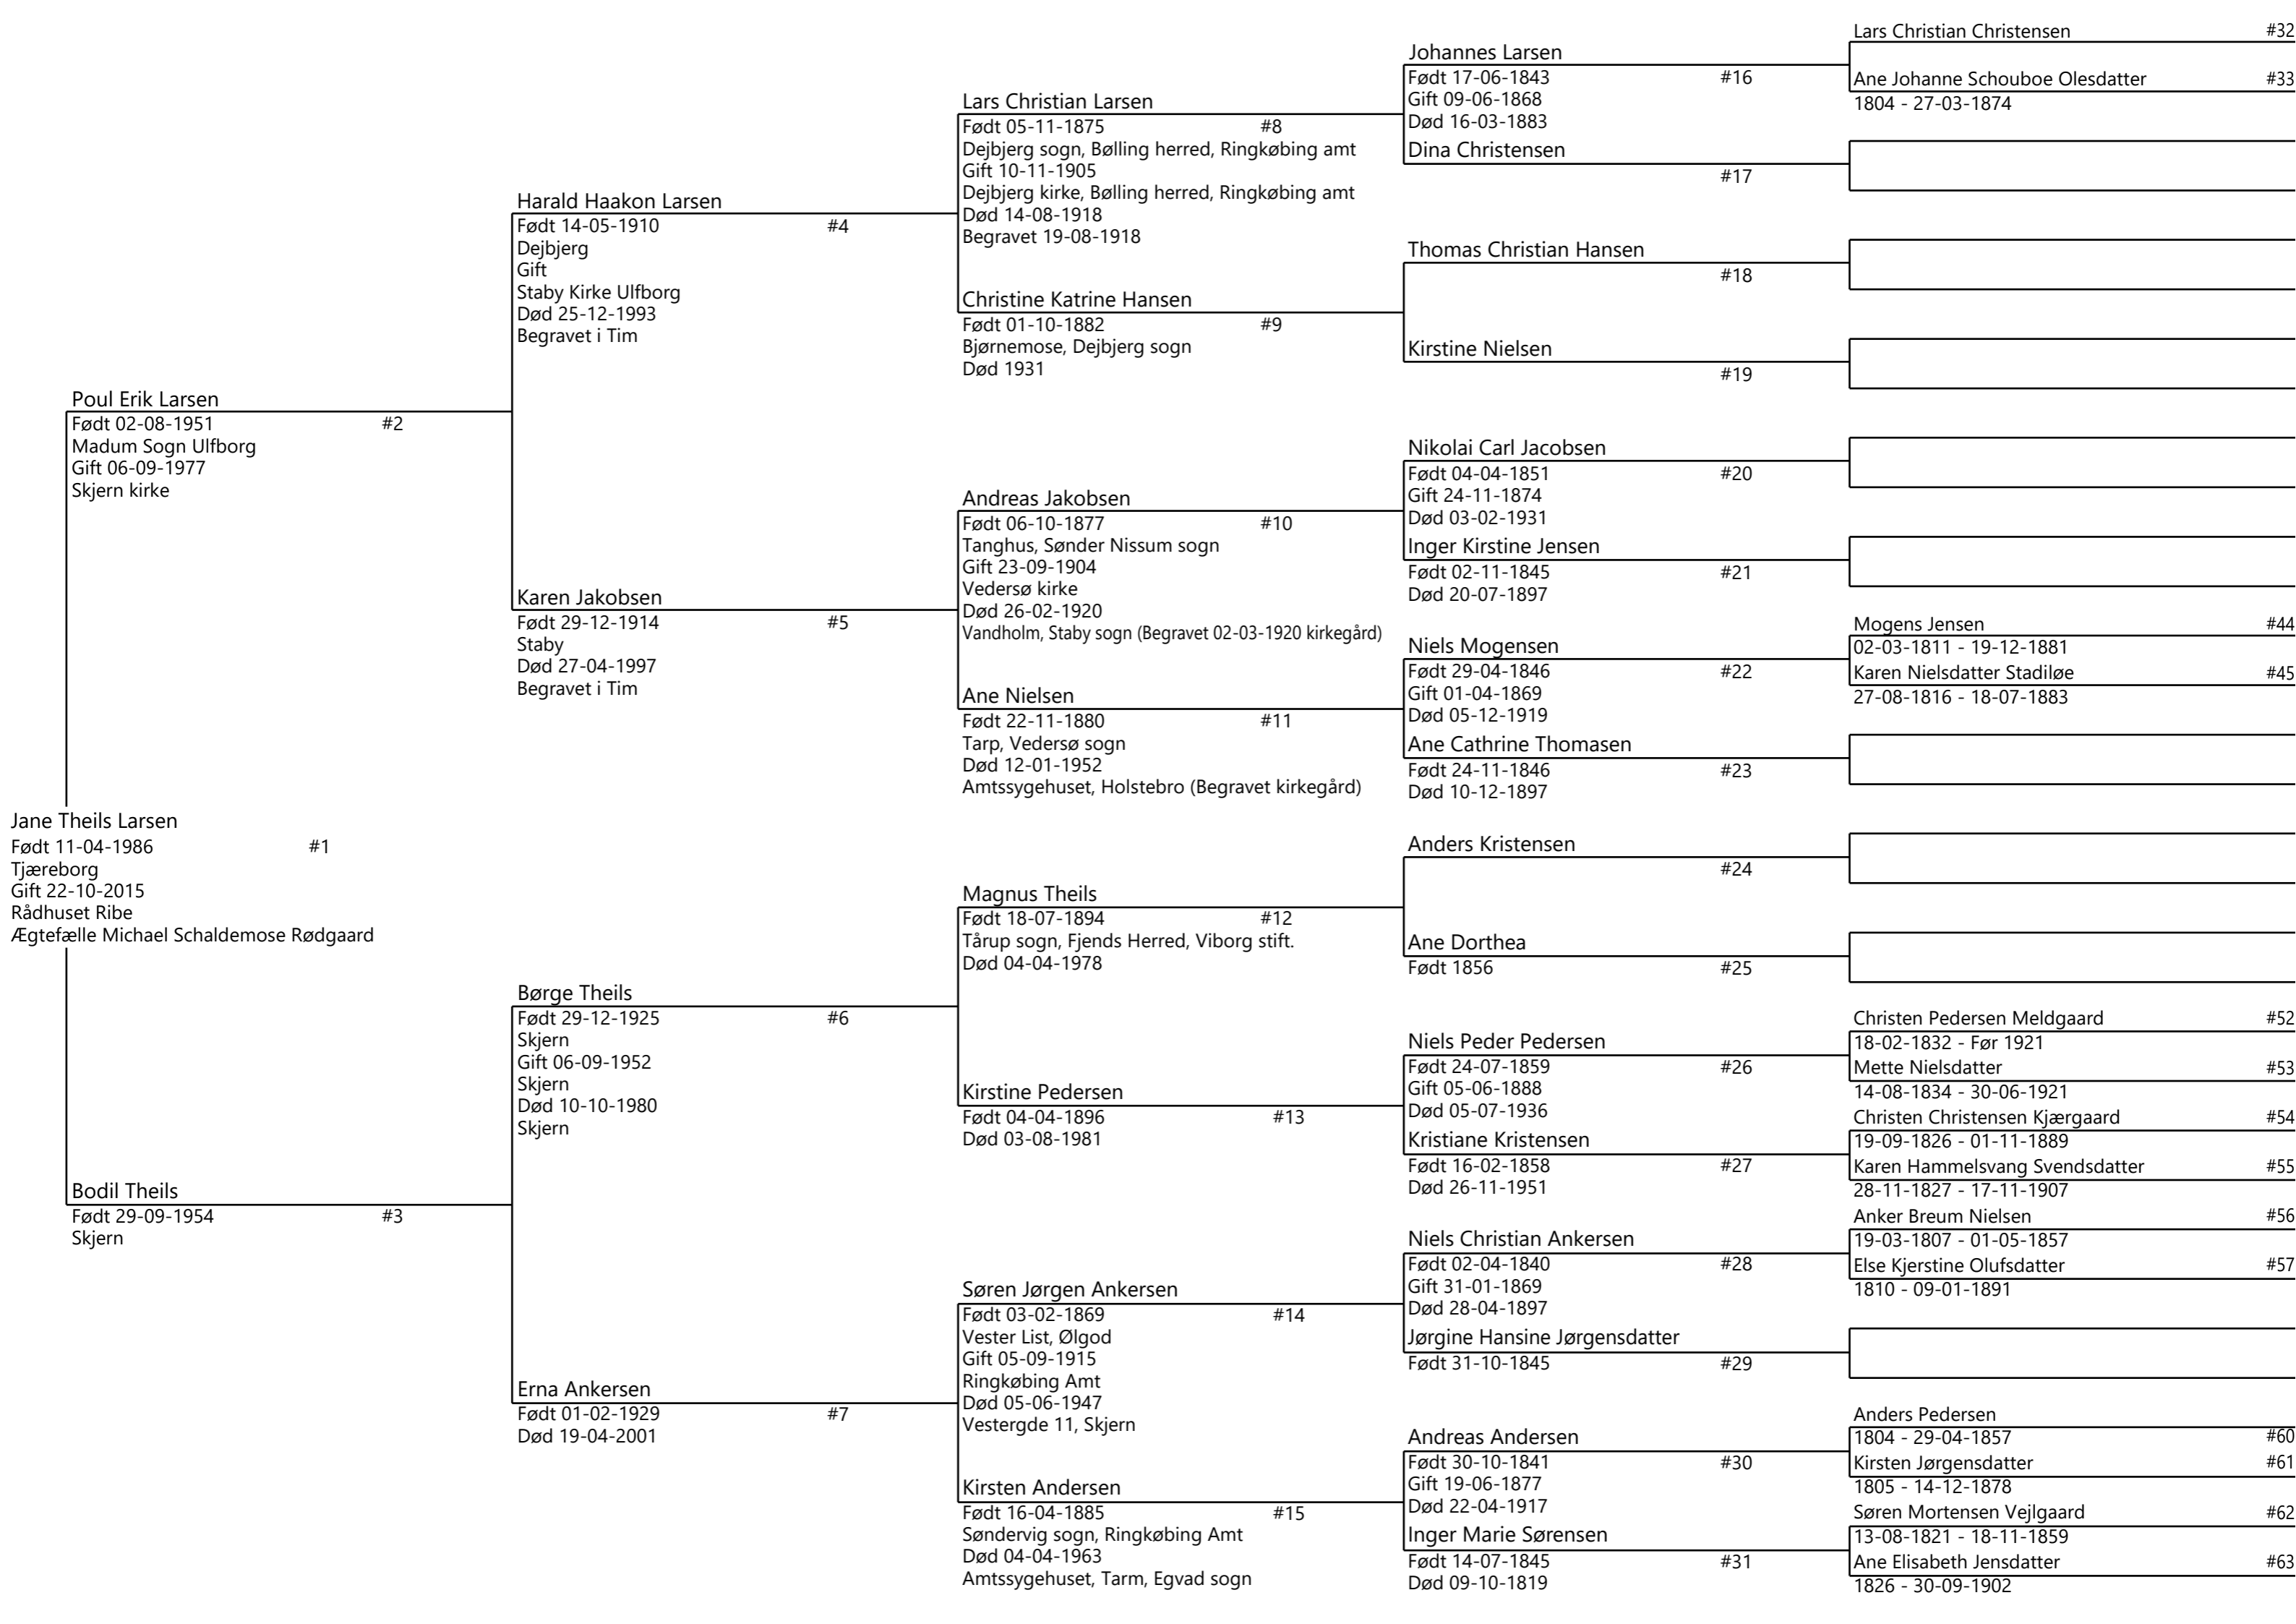 Jane Theils Larsen
Født 11-04-1986 #1
Tjæreborg
Gift 22-10-2015
Rådhuset Ribe
Ægtefælle Michael Schaldemose Rødgaard
Poul Erik Larsen
Født 02-08-1951 #2
Madum Sogn Ulfborg
Gift 06-09-1977
Skjern kirke
Bodil Theils
Født 29-09-1954 #3
Skjern
Harald Haakon Larsen
Født 14-05-1910 #4
Dejbjerg
Gift
Staby Kirke Ulfborg
Død 25-12-1993
Begravet i Tim
Karen Jakobsen
Født 29-12-1914 #5
Staby
Død 27-04-1997
Begravet i Tim
Børge Theils
Født 29-12-1925 #6
Skjern
Gift 06-09-1952
Skjern
Død 10-10-1980
Skjern
Erna Ankersen
Født 01-02-1929 #7
Død 19-04-2001
Lars Christian Larsen
Født 05-11-1875 #8
Dejbjerg sogn, Bølling herred, Ringkøbing amt
Gift 10-11-1905
Dejbjerg kirke, Bølling herred, Ringkøbing amt
Død 14-08-1918
Begravet 19-08-1918
Christine Katrine Hansen
Født 01-10-1882 #9
Bjørnemose, Dejbjerg sogn
Død 1931
Andreas Jakobsen
Født 06-10-1877 #10
Tanghus, Sønder Nissum sogn
Gift 23-09-1904
Vedersø kirke
Død 26-02-1920
Vandholm, Staby sogn (Begravet 02-03-1920 kirkegård)
Ane Nielsen
Født 22-11-1880 #11
Tarp, Vedersø sogn
Død 12-01-1952
Amtssygehuset, Holstebro (Begravet kirkegård)
Magnus Theils
Født 18-07-1894 #12
Tårup sogn, Fjends Herred, Viborg stift.
Død 04-04-1978
Kirstine Pedersen
Født 04-04-1896 #13
Død 03-08-1981
Søren Jørgen Ankersen
Født 03-02-1869 #14
Vester List, Ølgod
Gift 05-09-1915
Ringkøbing Amt
Død 05-06-1947
Vestergde 11, Skjern
Kirsten Andersen
Født 16-04-1885 #15
Søndervig sogn, Ringkøbing Amt
Død 04-04-1963
Amtssygehuset, Tarm, Egvad sogn
Johannes Larsen
Født 17-06-1843 #16
Gift 09-06-1868
Død 16-03-1883
Dina Christensen
#17
Thomas Christian Hansen
#18
Kirstine Nielsen
#19
Nikolai Carl Jacobsen
Født 04-04-1851 #20
Gift 24-11-1874
Død 03-02-1931
Inger Kirstine Jensen
Født 02-11-1845 #21
Død 20-07-1897
Niels Mogensen
Født 29-04-1846 #22
Gift 01-04-1869
Død 05-12-1919
Ane Cathrine Thomasen
Født 24-11-1846 #23
Død 10-12-1897
Anders Kristensen
#24
Ane Dorthea
Født 1856 #25
Niels Peder Pedersen
Født 24-07-1859 #26
Gift 05-06-1888
Død 05-07-1936
Kristiane Kristensen
Født 16-02-1858 #27
Død 26-11-1951
Niels Christian Ankersen
Født 02-04-1840 #28
Gift 31-01-1869
Død 28-04-1897
Jørgine Hansine Jørgensdatter
Født 31-10-1845 #29
Andreas Andersen
Født 30-10-1841 #30
Gift 19-06-1877
Død 22-04-1917
Inger Marie Sørensen
Født 14-07-1845 #31
Død 09-10-1819
Lars Christian Christensen #32
Ane Johanne Schouboe Olesdatter #33
1804 - 27-03-1874
Mogens Jensen #44
02-03-1811 - 19-12-1881
Karen Nielsdatter Stadiløe #45
27-08-1816 - 18-07-1883
Christen Pedersen Meldgaard #52
18-02-1832 - Før 1921
Mette Nielsdatter #53
14-08-1834 - 30-06-1921
Christen Christensen Kjærgaard #54
19-09-1826 - 01-11-1889
Karen Hammelsvang Svendsdatter #55
28-11-1827 - 17-11-1907
Anker Breum Nielsen #56
19-03-1807 - 01-05-1857
Else Kjerstine Olufsdatter #57
1810 - 09-01-1891
Anders Pedersen
1804 - 29-04-1857 #60
Kirsten Jørgensdatter #61
1805 - 14-12-1878
Søren Mortensen Vejlgaard #62
13-08-1821 - 18-11-1859
Ane Elisabeth Jensdatter #63
1826 - 30-09-1902